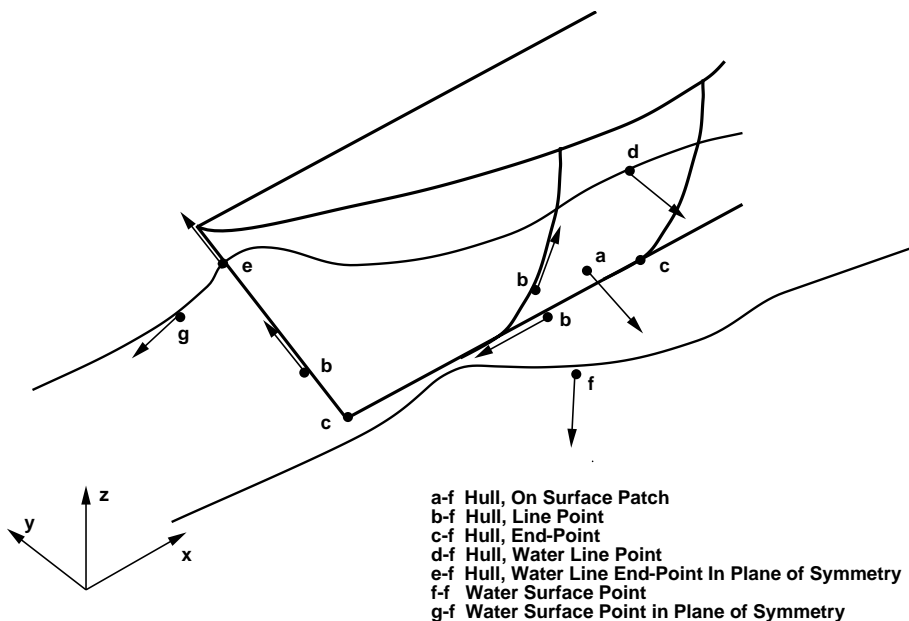 d
e
a
c
b
g
b
b
f
c
z
y
x
a-f Hull, On Surface Patch
b-f Hull, Line Point
c-f Hull, End-Point
d-f Hull, Water Line Point
e-f Hull, Water Line End-Point In Plane of Symmetry
f-f Water Surface Point
g-f Water Surface Point in Plane of Symmetry